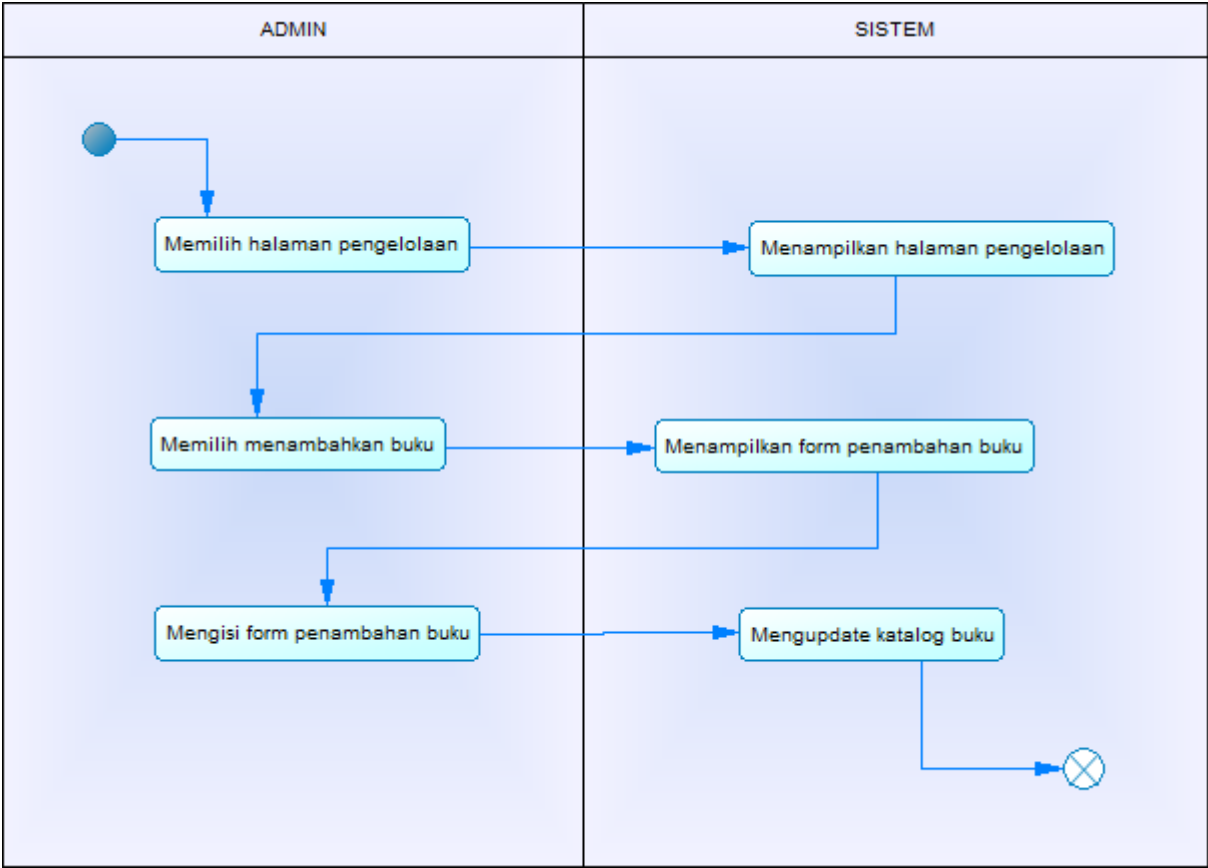 ADMIN
SISTEM
Memilih halaman pengelolaan
Menampilkan halaman pengelolaan
Memilih menambahkan buku
Menampilkan form penambahan buku
Mengisi form penambahan buku
Mengupdate katalog buku